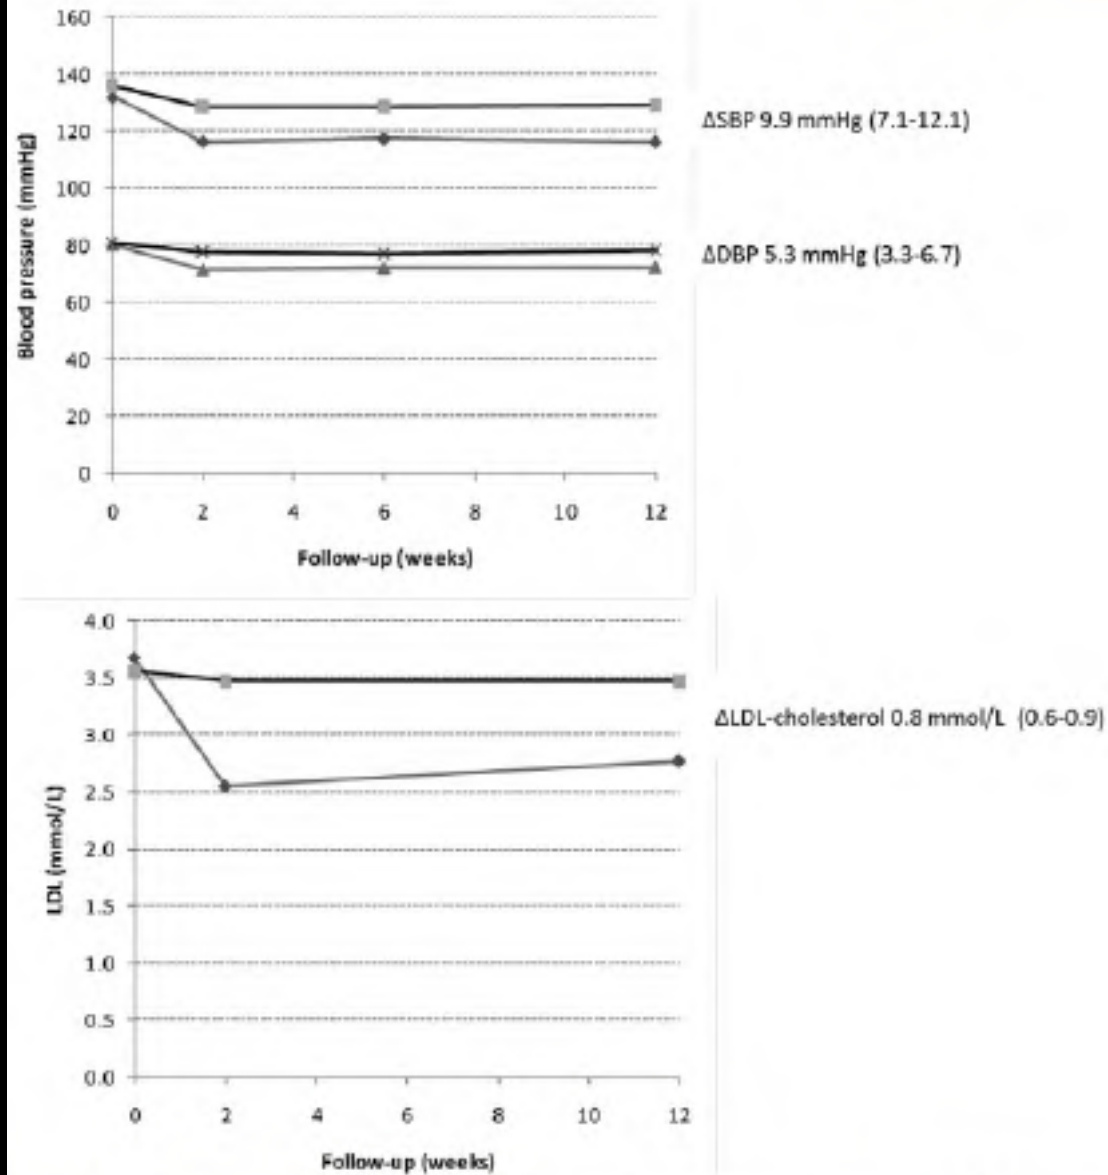 160
140
120
100
80
60
40
20
0
Blood pressure (mmHg)
0 2 4 6 8 10 12
Follow-up (weeks)
ΔSBP 9.9 mmHg (7.1-12.1)
ΔDBP 5.3 mmHg (3.3-6.7)
4.0
3.5
3.0
2.5
2.0
1.5
1.0
0.5
0.0
LDL (mmol/L)
0 2 4 6 8 10 12
Follow-up (weeks)
ΔLDL-cholesterol 0.8 mmol/L (0.6-0.9)